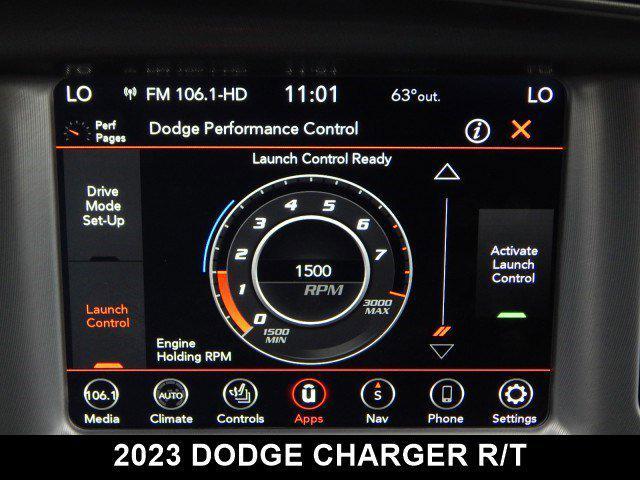 LO FM 106.1-HD 11:01 63°out. LO
Perf
Pages
Dodge Performance Control i X
Launch Control Ready
Drive
Mode
Set-Up
Launch
Control
0 1 2 3 4 5 6 7
1500
RPM
1500
MIN
3000
MAX
Engine
Holding RPM
Activate
Launch
Control
106.1 AUTO S
Media Climate Controls Apps Nav Phone Settings
2023 DODGE CHARGER R/T